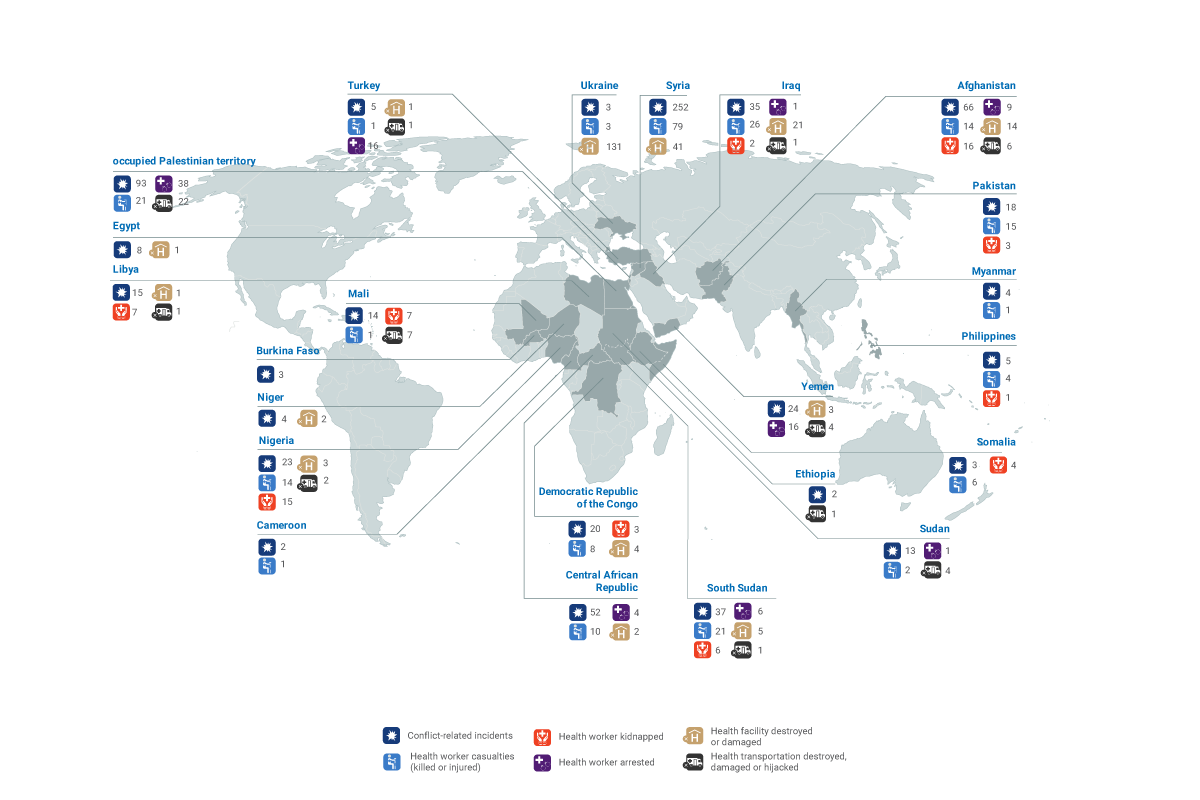 Turkey
5 1
1 1
16
Ukraine
3
3
131
Syria
252
79
41
Iraq
35 1
26 21
2 1
Afghanistan
66 9
14 14
16 6
occupied Palestinian territory
93 38
21 22
Egypt
8 1
Libya
15 1
7 1
Mali
14 7
1 7
Burkina Faso
3
Niger
4 2
Nigeria
23 3
14 2
15
Cameroon
2
1
Pakistan
18
15
3
Myanmar
4
1
Philippines
5
4
1
Yemen
24 3
16 4
Somalia
3 4
6
Ethiopia
2
1
Sudan
13 1
2 4
Democratic Republic
of the Congo
20 3
8 4
Central African
Republic
52 4
10 2
South Sudan
37 6
21 5
6 1
Conflict-related incidents
Health worker casualties
(killed or injured)
Health worker kidnapped
Health worker arrested
Health facility destroyed
or damaged
Health transportation destroyed,
damaged or hijacked